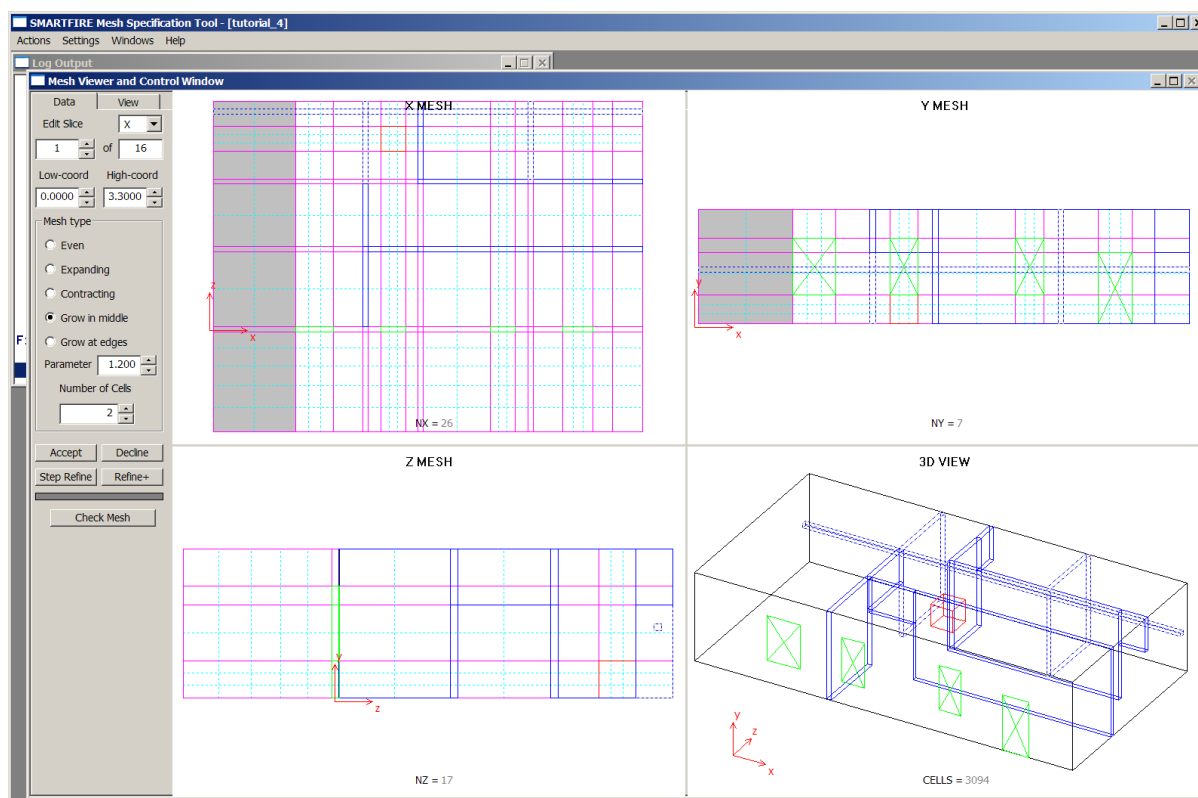 SMARTFIRE Mesh Specification Tool - [tutorial_4]
Actions Settings Windows Help
Log Output
Mesh Viewer and Control Window
Data View
Edit Slice X
1 of 16
Low-coord High-coord
0.0000 3.3000
Mesh type
Even
Expanding
Contracting
Grow in middle
Grow at edges
Parameter 1.200
Number of Cells
2
Accept Decline
Step Refine Refine+
Check Mesh
X MESH
z
x
NX = 26
Y MESH
y
x
NY = 7
Z MESH
y
z
NZ = 17
3D VIEW
y
z
x
CELLS = 3094